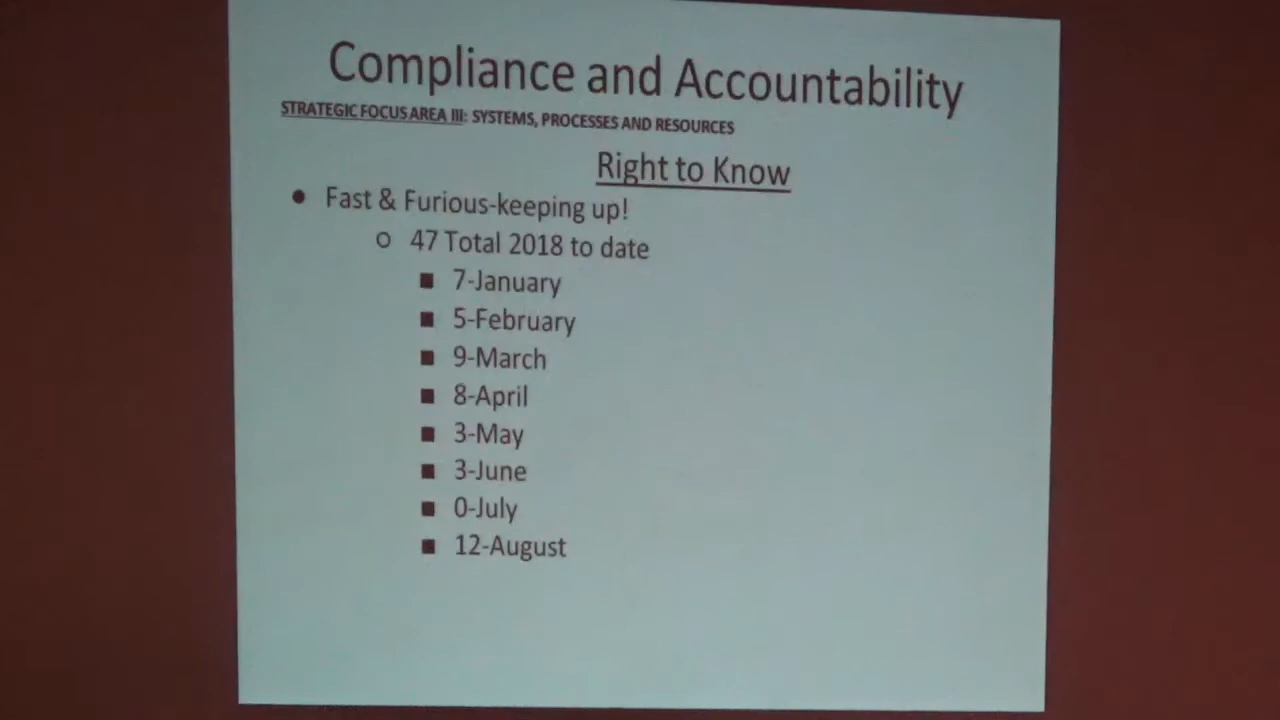 Compliance and Accountability
STRATEGIC FOCUS AREA III: SYSTEMS, PROCESSES AND RESOURCES
Right to Know
● Fast & Furious-keeping up!
o 47 Total 2018 to date
■ 7-January
■ 5-February
■ 9-March
■ 8-April
■ 3-May
■ 3-June
■ 0-July
■ 12-August